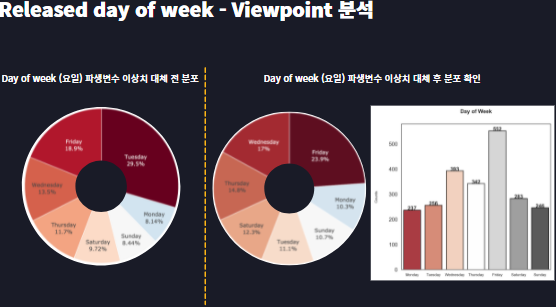 Released day of week - Viewpoint 분석
Day of week (요일) 파생변수 이상치 대체 전 분포
Friday
18.9%
Tuesday
29.5%
Wednesday
13.5%
Monday
8.14%
Thursday
11.7%
Sunday
8.44%
Saturday
9.72%
Day of week (요일) 파생변수 이상치 대체 후 분포 확인
Wednesday
17%
Friday
23.9%
Thursday
Monday
10.3%
Saturday
12.3%
Sunday
10.7%
Tuesday
11.1%
Day of Week
Counts
500
400
300
200
100
0
237
256
393
342
553
283
246
Monday Tuesday Wednesday Thursday Friday Saturday Sunday